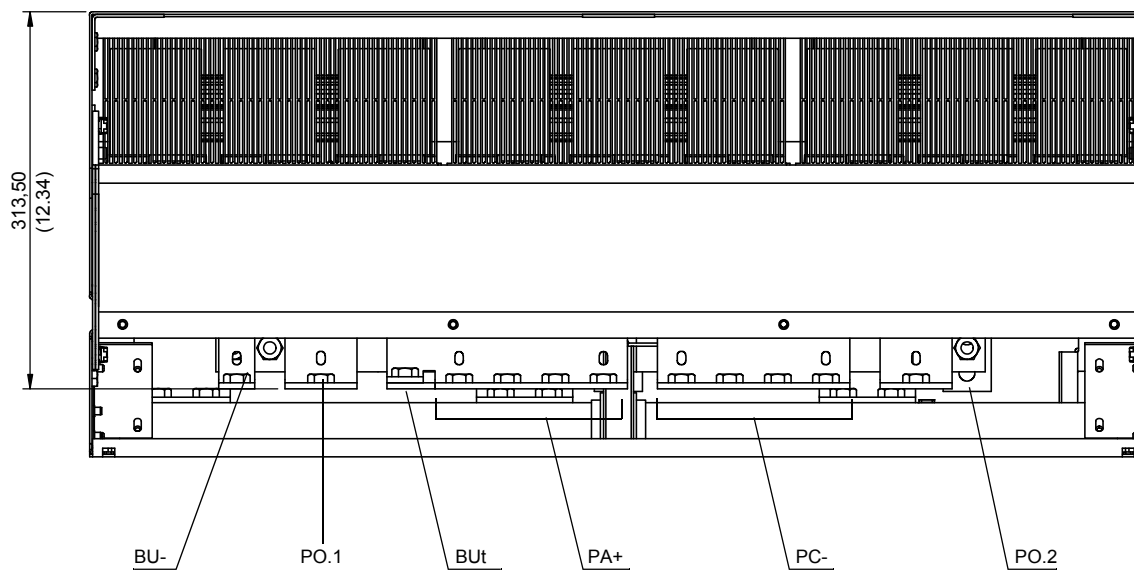 313,50
(12.34)
BU-
PO.1
BUt
PA+
PC-
PO.2